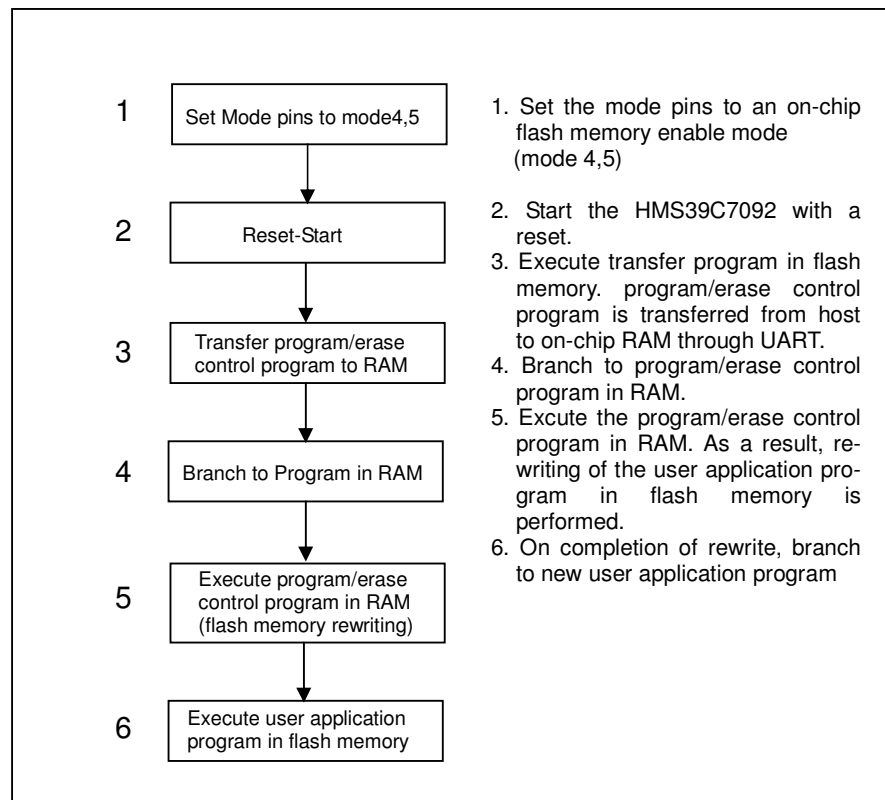 1
Set Mode pins to mode4,5
2
Reset-Start
3
Transfer program/erase
control program to RAM
4
Branch to Program in RAM
5
Execute program/erase
control program in RAM
(flash memory rewriting)
6
Execute user application
program in flash memory
1. Set the mode pins to an on-chip
flash memory enable mode
(mode 4,5)
2. Start the HMS39C7092 with a
reset.
3. Execute transfer program in flash
memory. program/erase control
program is transferred from host
to on-chip RAM through UART.
4. Branch to program/erase control
program in RAM.
5. Excute the program/erase control
program in RAM. As a result, re-
writing of the user application pro-
gram in flash memory is
performed.
6. On completion of rewrite, branch
to new user application program